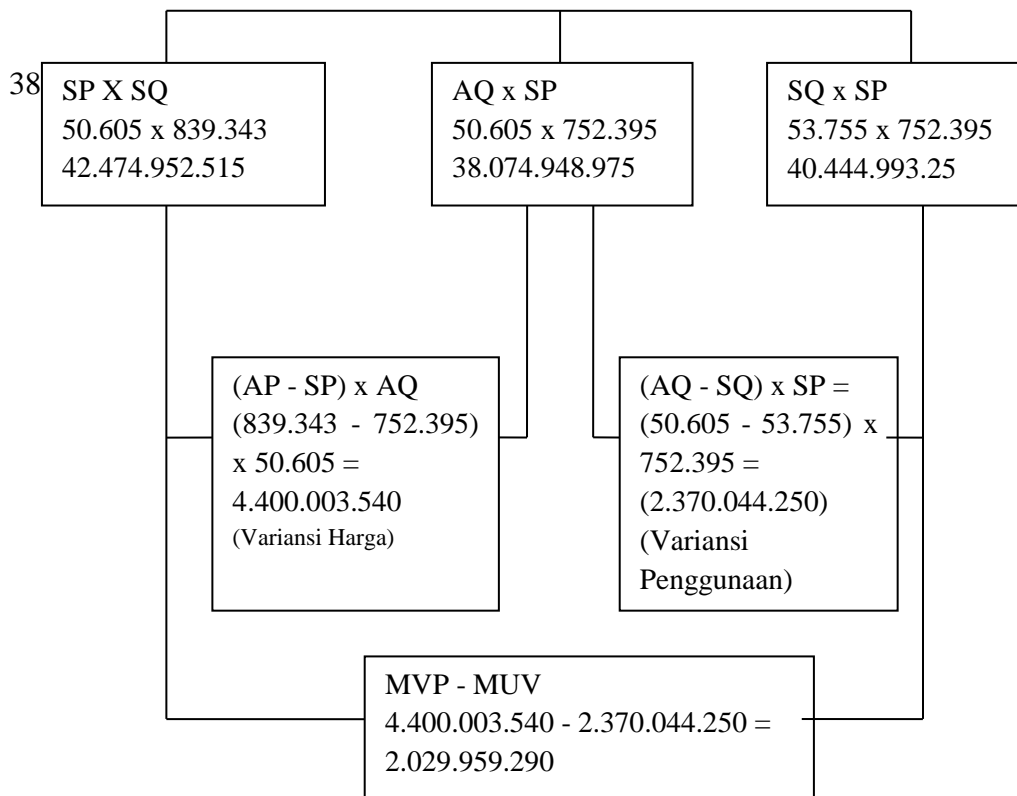 38
SP X SQ
50.605 x 839.343
42.474.952.515
AQ x SP
50.605 x 752.395
38.074.948.975
SQ x SP
53.755 x 752.395
40.444.993.25
(AP - SP) x AQ
(839.343 - 752.395)
x 50.605 =
4.400.003.540
(Variansi Harga)
(AQ - SQ) x SP =
(50.605 - 53.755) x
752.395 =
(2.370.044.250)
(Variansi
Penggunaan)
MVP - MUV
4.400.003.540 - 2.370.044.250 =
2.029.959.290